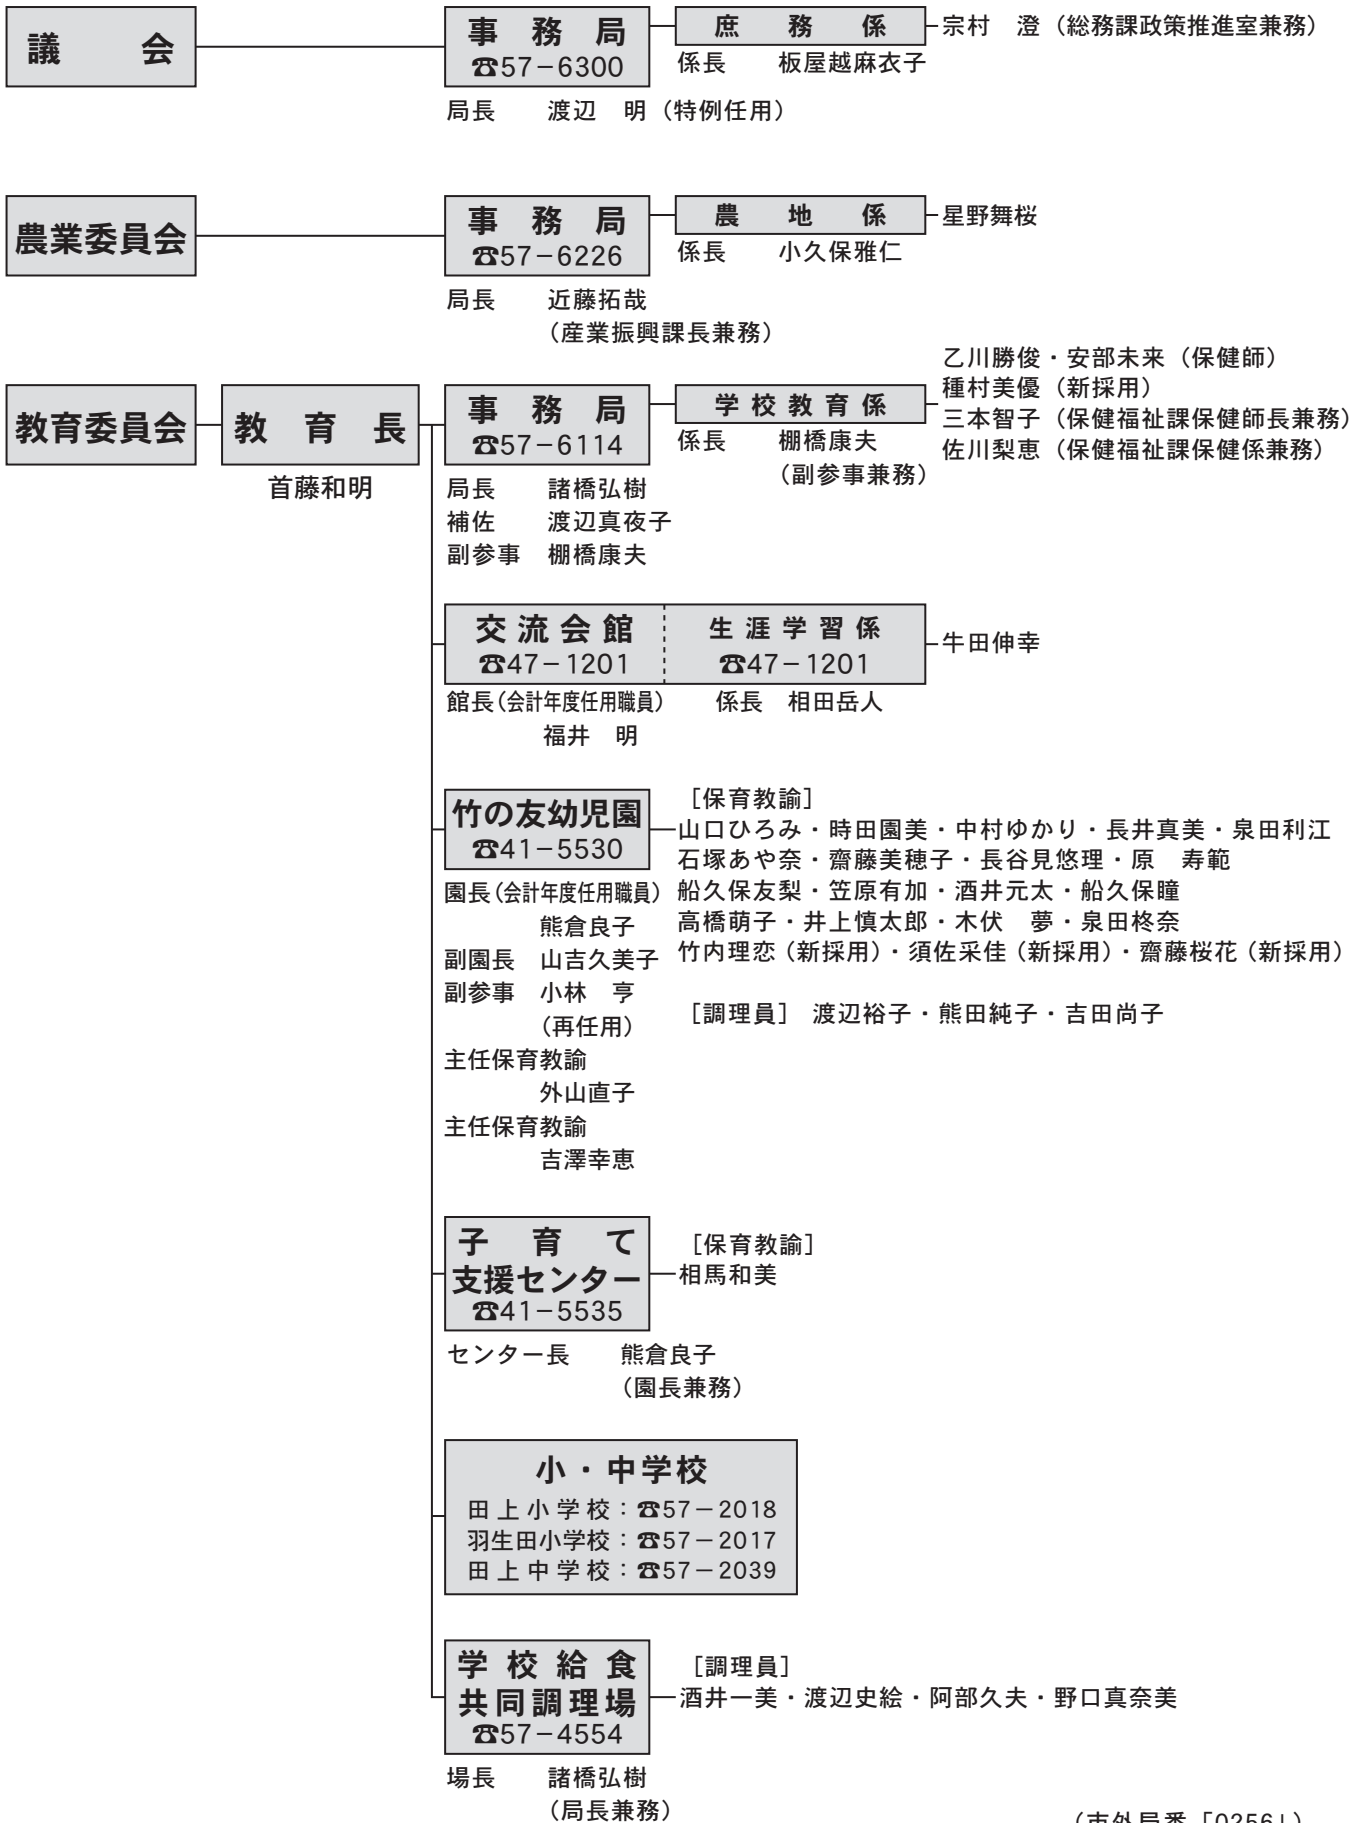 議　会
事務局
☎57－6300
局長　渡辺　明（特例任用）
庶務係
係長　板屋越麻衣子
宗村　澄（総務課政策推進室兼務）
農業委員会
事務局
☎57－6226
局長　近藤拓哉
（産業振興課長兼務）
農地係
係長　小久保雅仁
星野舞桜
教育委員会
教育長
首藤和明
事務局
☎57－6114
局長　諸橋弘樹
補佐　渡辺真夜子
副参事　棚橋康夫
学校教育係
係長　棚橋康夫
（副参事兼務）
乙川勝俊・安部未来（保健師）
種村美優（新採用）
三本智子（保健福祉課保健師長兼務）
佐川梨恵（保健福祉課保健係兼務）
交流会館
☎47－1201
館長（会計年度任用職員）
福井　明
生涯学習係
☎47－1201
係長　相田岳人
牛田伸幸
竹の友幼児園
☎41－5530
園長（会計年度任用職員）
熊倉良子
副園長　山吉久美子
副参事　小林　亨
（再任用）
主任保育教諭
外山直子
主任保育教諭
吉澤幸恵
［保育教諭］
山口ひろみ・時田園美・中村ゆかり・長井真美・泉田利江
石塚あや奈・齋藤美穂子・長谷見悠理・原　寿範
船久保友梨・笠原有加・酒井元太・船久保瞳
高橋萌子・井上慎太郎・木伏　夢・泉田柊奈
竹内理恋（新採用）・須佐采佳（新採用）・齋藤桜花（新採用）
［調理員］ 渡辺裕子・熊田純子・吉田尚子
子育て
支援センター
☎41－5535
センター長　熊倉良子
（園長兼務）
［保育教諭］
相馬和美
小・中学校
田上小学校：☎57－2018
羽生田小学校：☎57－2017
田上中学校：☎57－2039
学校給食
共同調理場
☎57－4554
場長　諸橋弘樹
（局長兼務）
［調理員］
酒井一美・渡辺史絵・阿部久夫・野口真奈美
（市外局番「0256」）